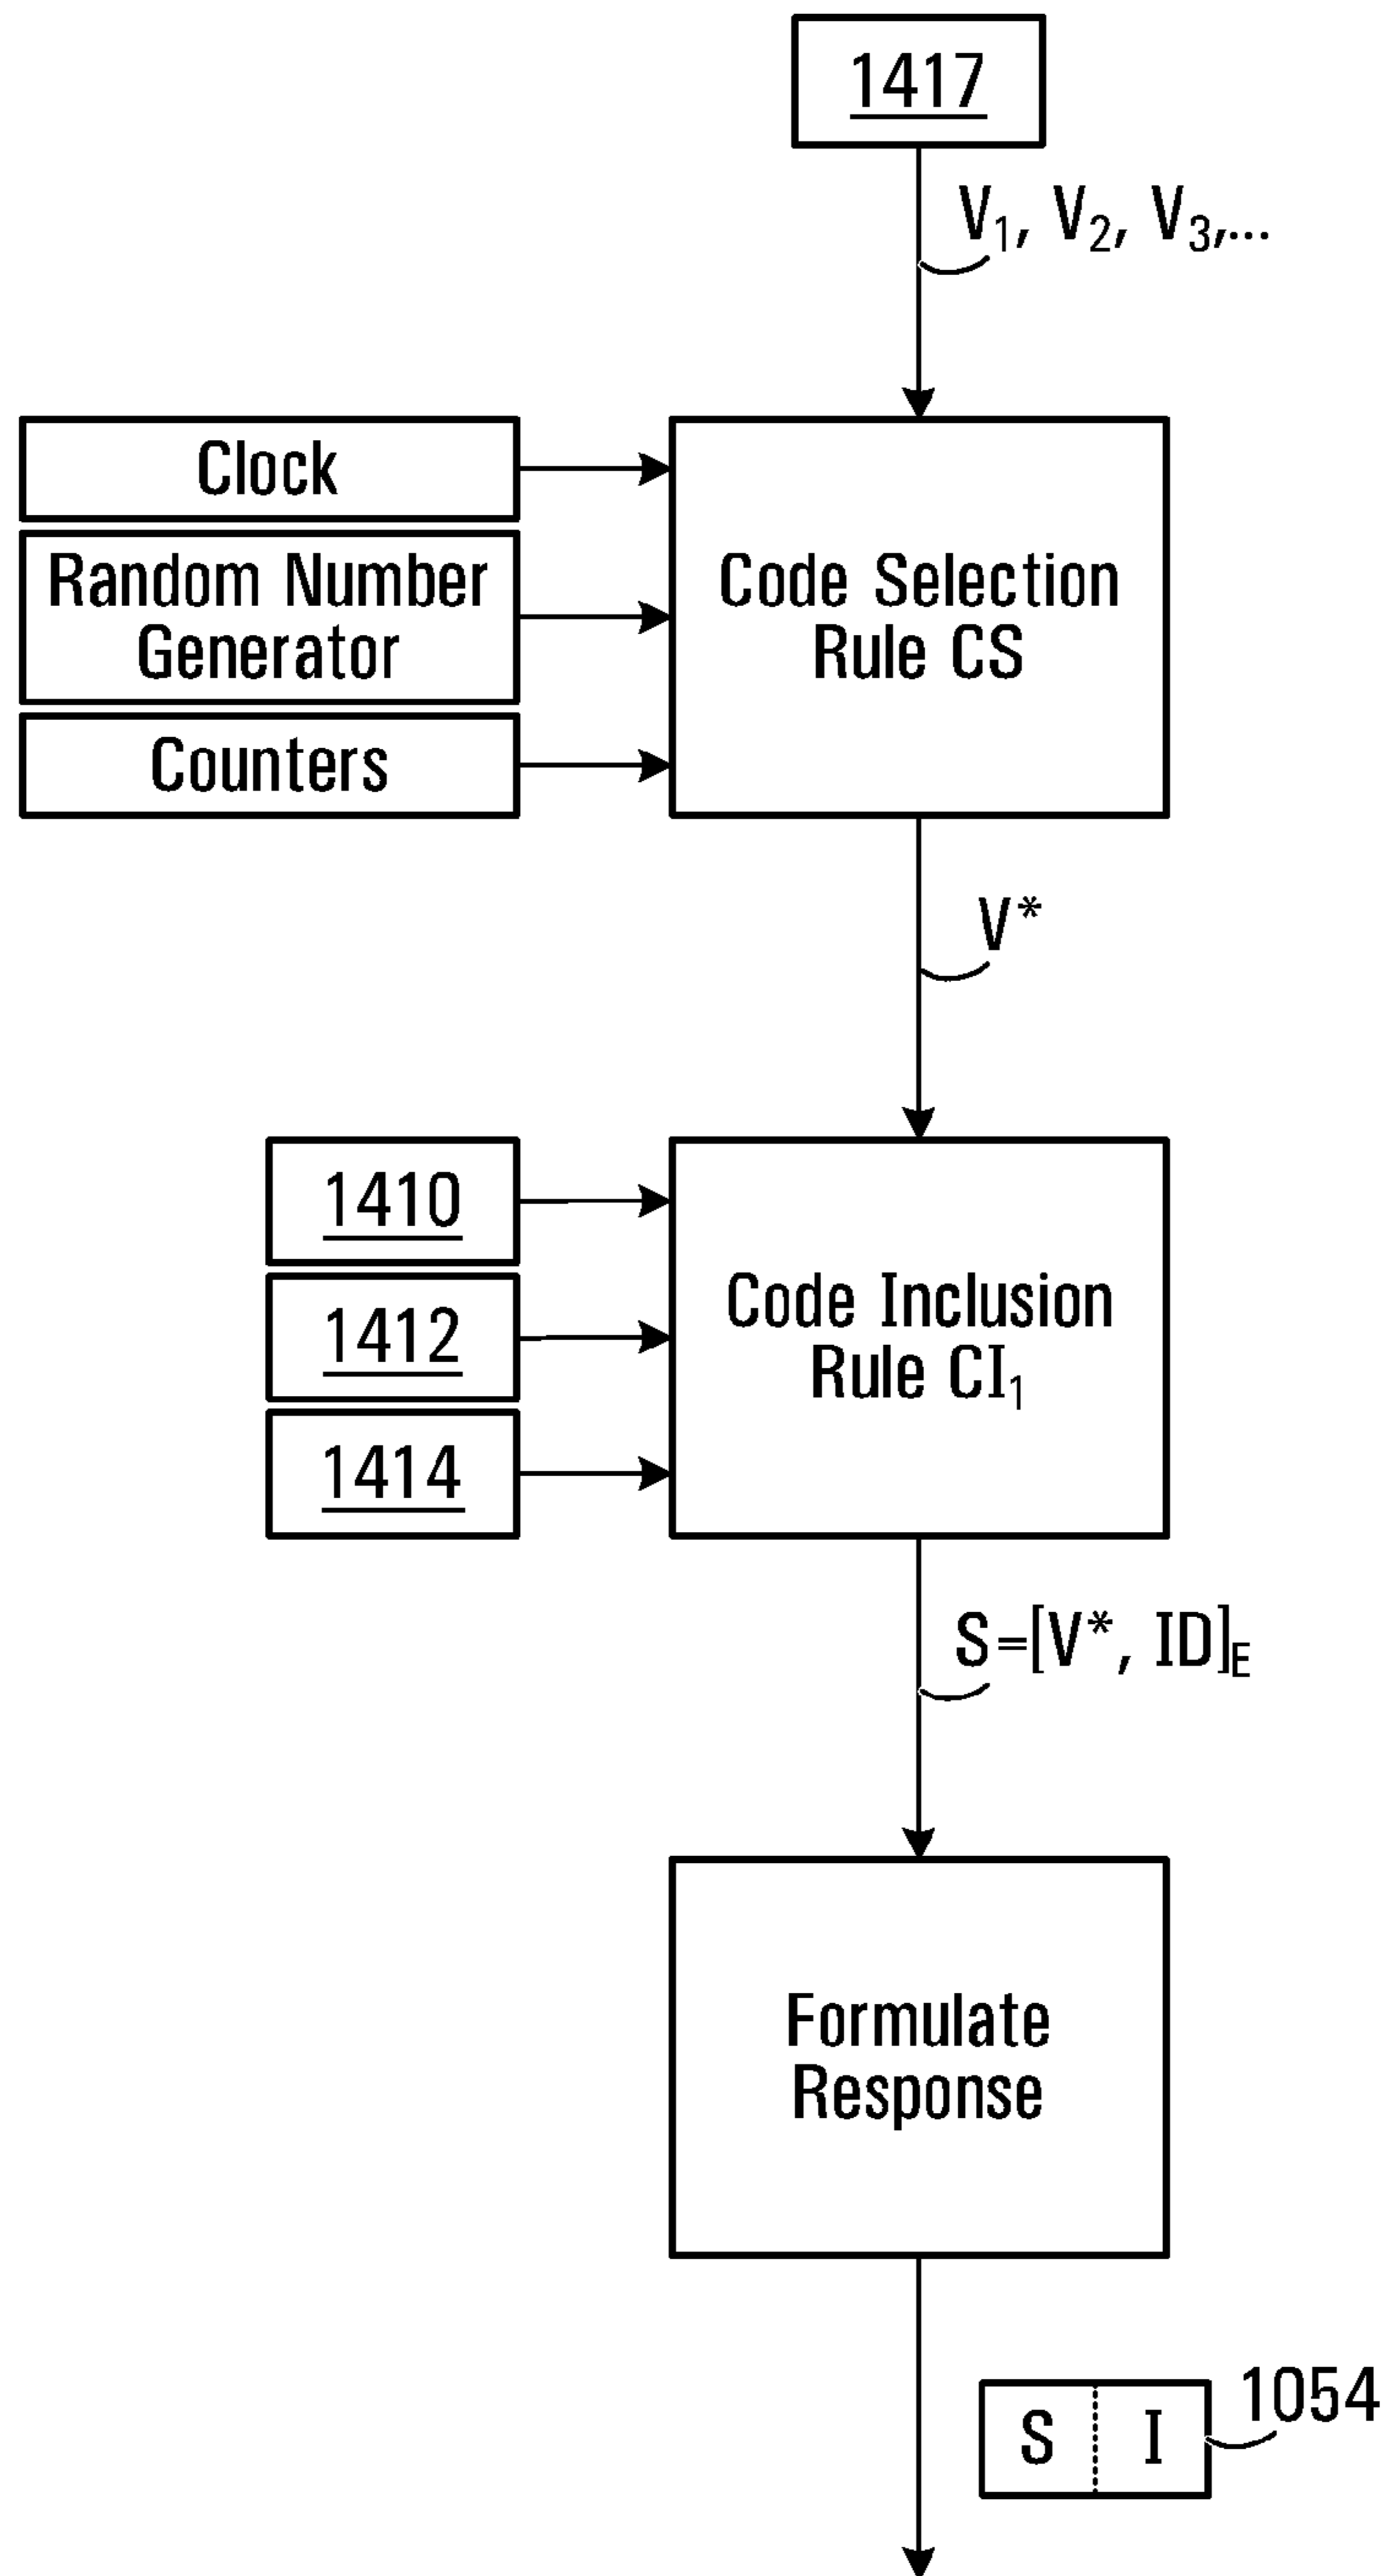 1417
V₁, V₂, V₃,...
Clock
Random Number
Generator
Counters
Code Selection
Rule CS
V*
1410
1412
1414
Code Inclusion
Rule CI₁
S=[V*, ID]E
Formulate
Response
S I
1054